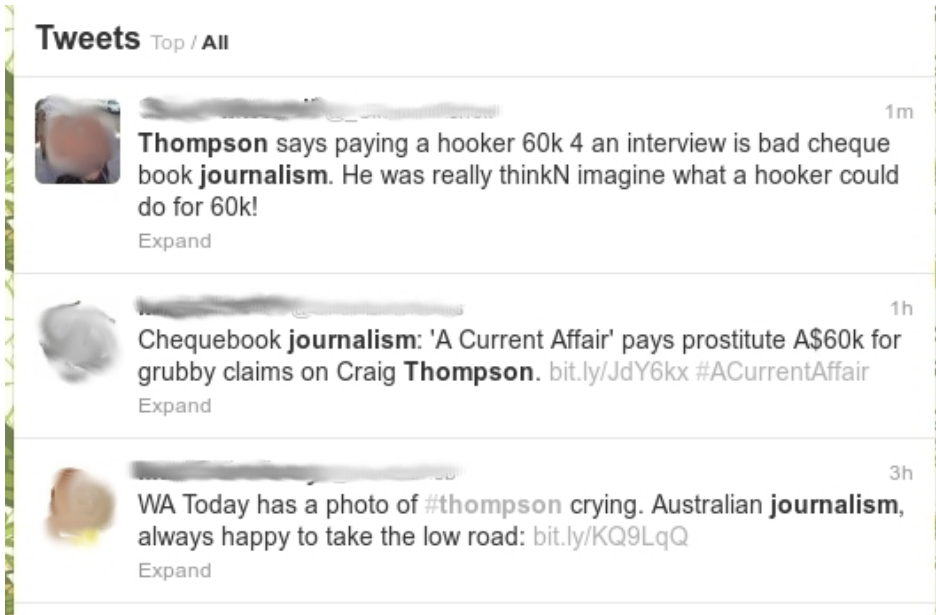 Tweets Top / All
1m
Thompson says paying a hooker 60k 4 an interview is bad cheque
book journalism. He was really thinkN imagine what a hooker could
do for 60k!
Expand
1h
Chequebook journalism: 'A Current Affair' pays prostitute A$60k for
grubby claims on Craig Thompson. bit.ly/JdY6kx #ACurrentAffair
Expand
3h
WA Today has a photo of #thompson crying. Australian journalism,
always happy to take the low road: bit.ly/KQ9LqQ
Expand